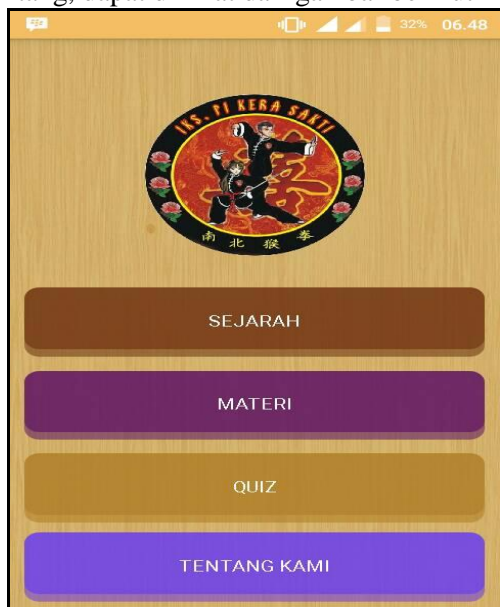 32% 06.48
IKS. PI KERA SAKTI
南 北 猴 拳
SEJARAH
MATERI
QUIZ
TENTANG KAMI